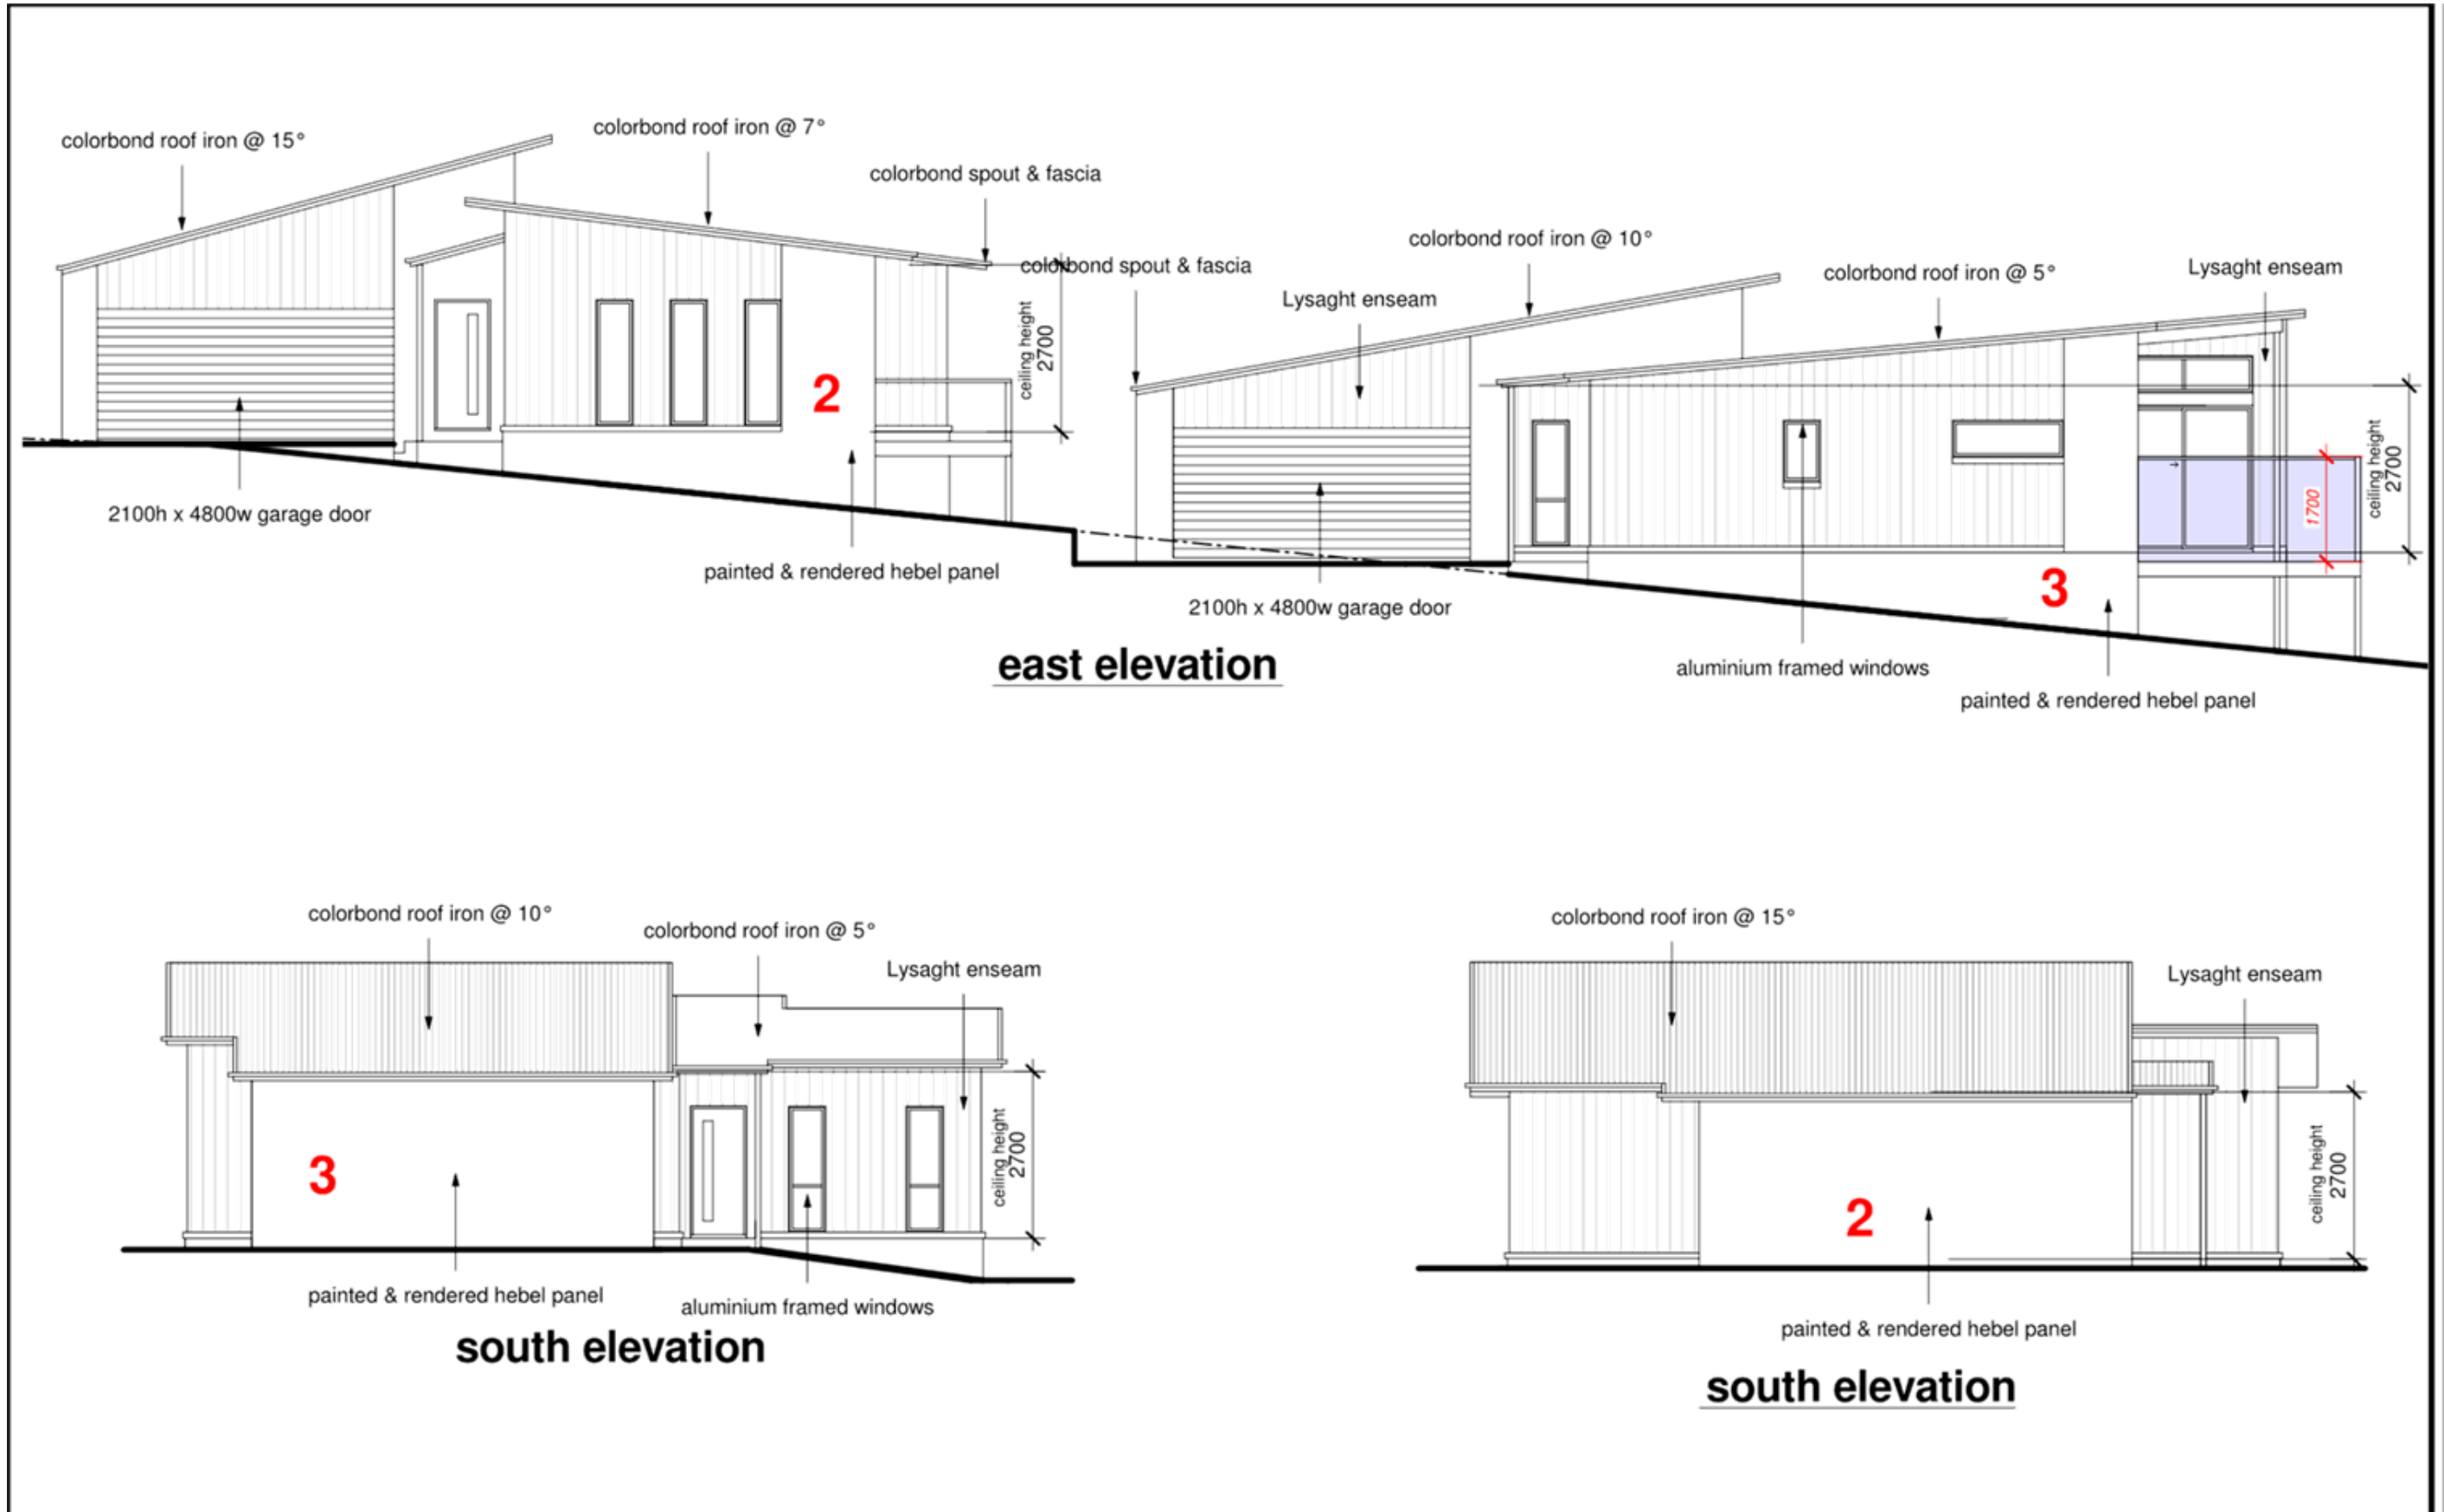 colorbond roof iron @ 15°
colorbond roof iron @ 7°
colorbond spout & fascia
colorbond spout & fascia
colorbond roof iron @ 10°
colorbond roof iron @ 5°
Lysaght enseam
Lysaght enseam
ceiling height
2700
2
2100h x 4800w garage door
painted & rendered hebel panel
ceiling height
2700
1700
3
2100h x 4800w garage door
east elevation
aluminium framed windows
painted & rendered hebel panel
colorbond roof iron @ 10°
colorbond roof iron @ 5°
Lysaght enseam
ceiling height
2700
3
painted & rendered hebel panel
aluminium framed windows
south elevation
colorbond roof iron @ 15°
Lysaght enseam
ceiling height
2700
2
painted & rendered hebel panel
south elevation